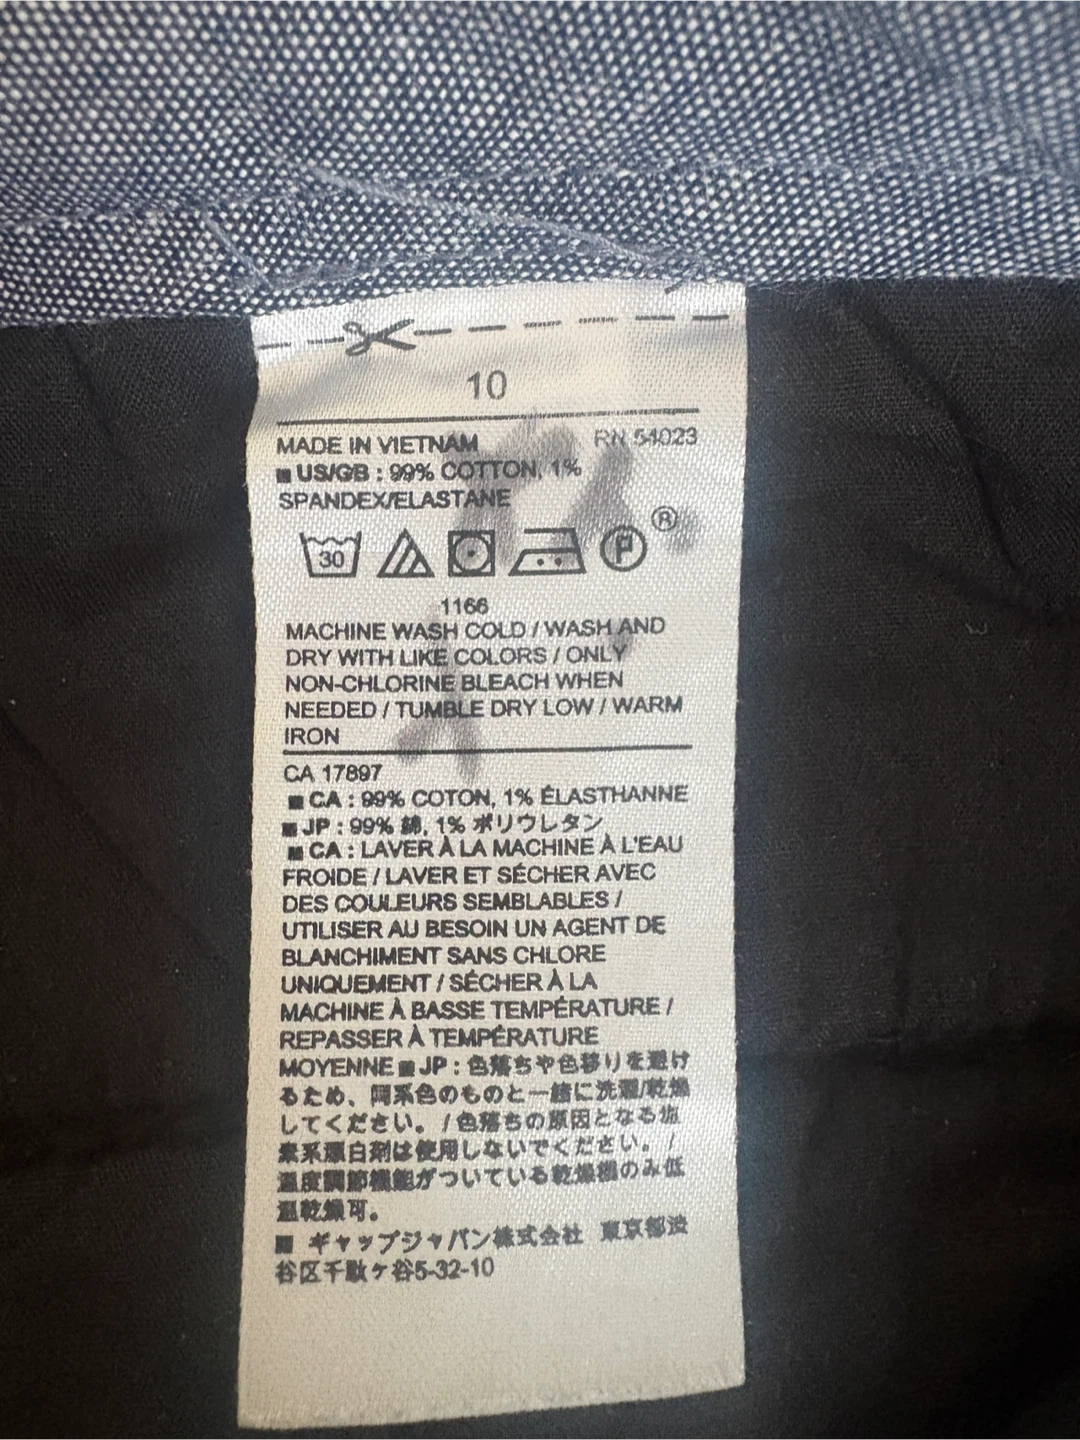 10
MADE IN VIETNAM RN 54023
■ US/GB : 99% COTTON, 1%
SPANDEX/ELASTANE
30 P ®
1166
MACHINE WASH COLD / WASH AND
DRY WITH LIKE COLORS / ONLY
NON-CHLORINE BLEACH WHEN
NEEDED / TUMBLE DRY LOW / WARM
IRON
CA 17897
■ CA : 99% COTON, 1% ÉLASTHANNE
■ JP : 99% 綿, 1% ポリウレタン
■ CA : LAVER À LA MACHINE À L'EAU
FROIDE / LAVER ET SÉCHER AVEC
DES COULEURS SEMBLABLES /
UTILISER AU BESOIN UN AGENT DE
BLANCHIMENT SANS CHLORE
UNIQUEMENT / SÉCHER À LA
MACHINE À BASSE TEMPÉRATURE /
REPASSER À TEMPÉRATURE
MOYENNE ■ JP : 色落ちや色移りを避け
るため、同系色のものと一緒に洗濯/乾燥
してください。/ 色落ちの原因となる塩
素系漂白剤は使用しないでください。/
温度調節機能がついている乾燥機のみ低
温乾燥可。
■ ギャップジャパン株式会社 東京都渋
谷区千駄ヶ谷5-32-10